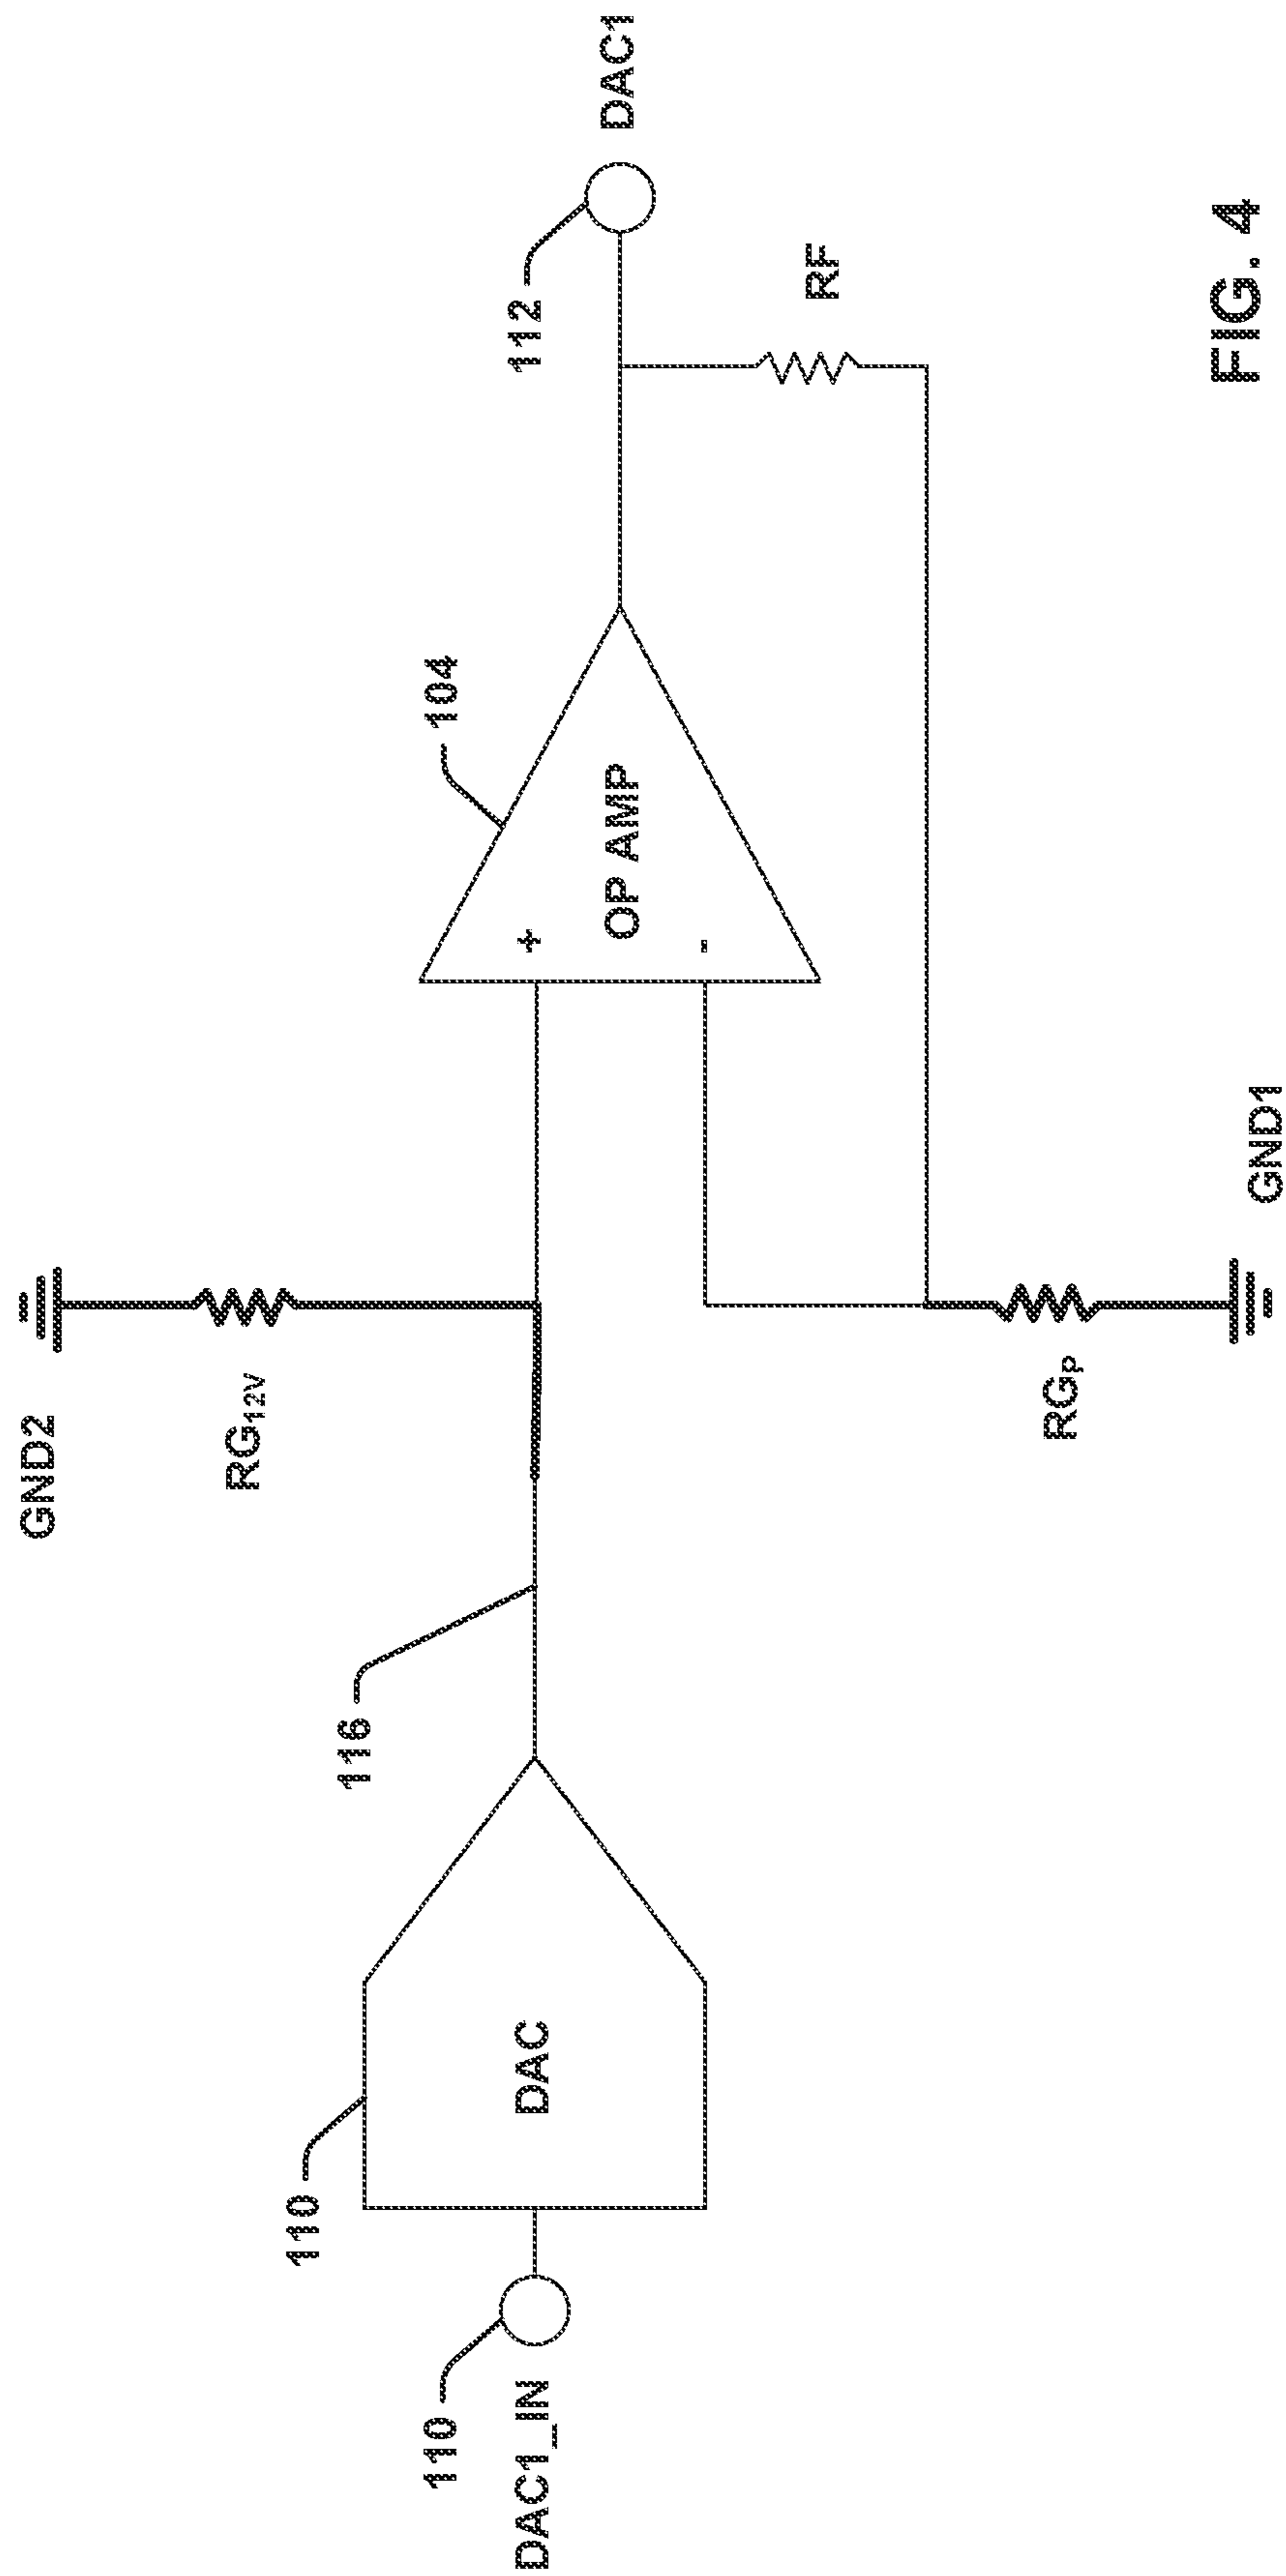 GND2
RG12V
116
110
DAC
110
DAC1_IN
104
+
OP AMP
-
112
DAC1
RF
RGP
GND1
FIG. 4